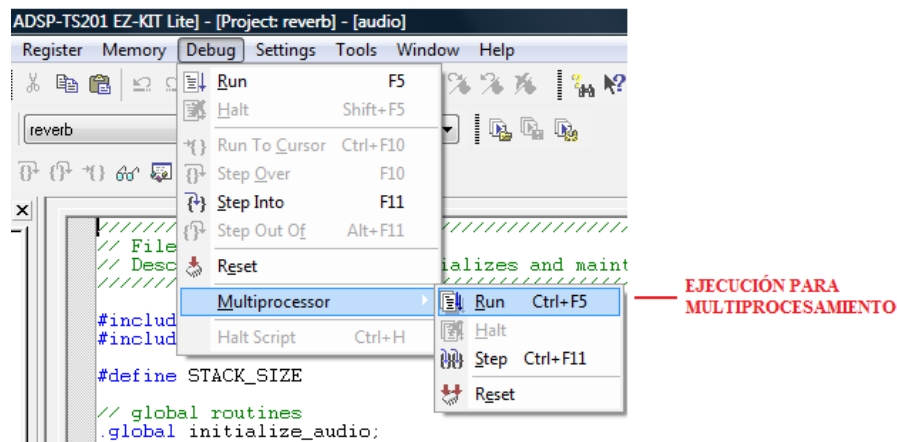 ADSP-TS201 EZ-KIT Lite] - [Project: reverb] - [audio]
Register Memory Debug Settings Tools Window Help
Run F5
Halt Shift+F5
reverb
Run To Cursor Ctrl+F10
Step Over F10
Step Into F11
Step Out Of Alt+F11
Reset
Multiprocessor
Halt Script Ctrl+H
Run Ctrl+F5
Halt
Step Ctrl+F11
Reset
EJECUCIÓN PARA
MULTIPROCESAMIENTO
// File
// Desc ializes and maint
#includ
#includ
#define STACK_SIZE
// global routines
.global initialize_audio;